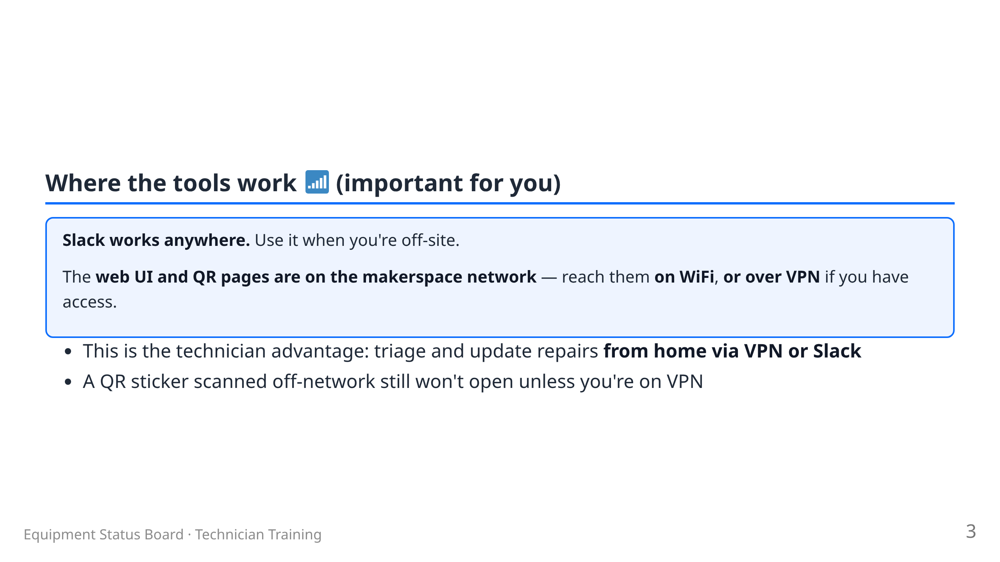 Where the tools work 📶 (important for you)
Slack works anywhere. Use it when you're off-site.
The web UI and QR pages are on the makerspace network — reach them on WiFi, or over VPN if you have
access.
• This is the technician advantage: triage and update repairs from home via VPN or Slack
• A QR sticker scanned off-network still won't open unless you're on VPN
Equipment Status Board · Technician Training
3